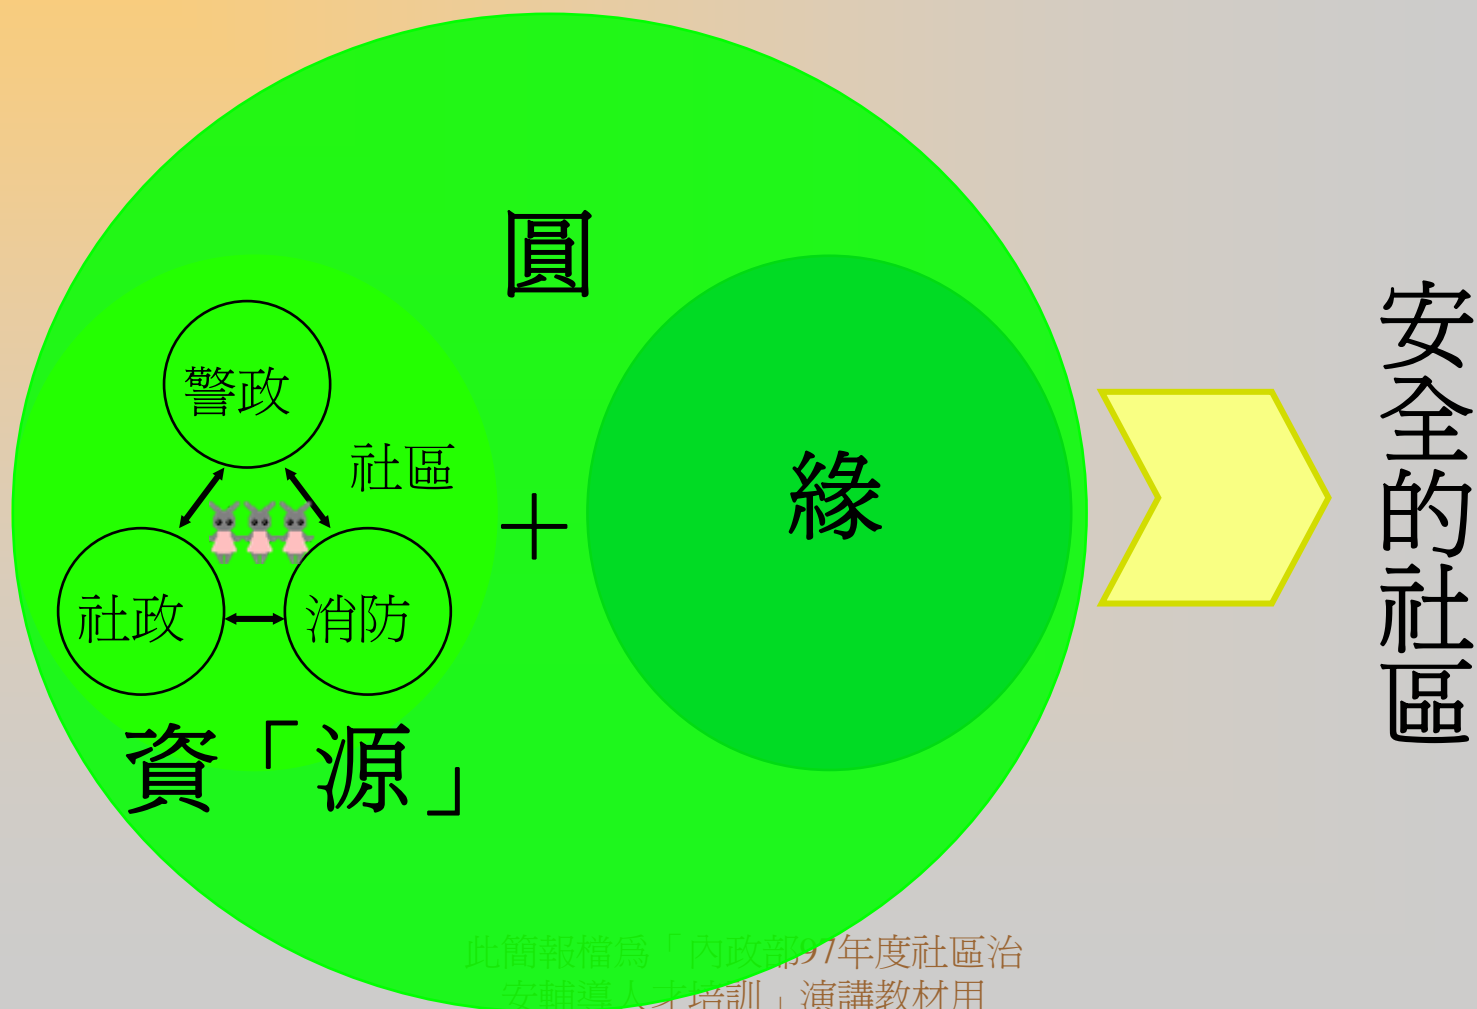 圓
警政
社區
社政
消防
＋
緣
資「源」
安全的社區
此簡報檔為「內政部97年度社區治
安輔導人才培訓」演講教材用